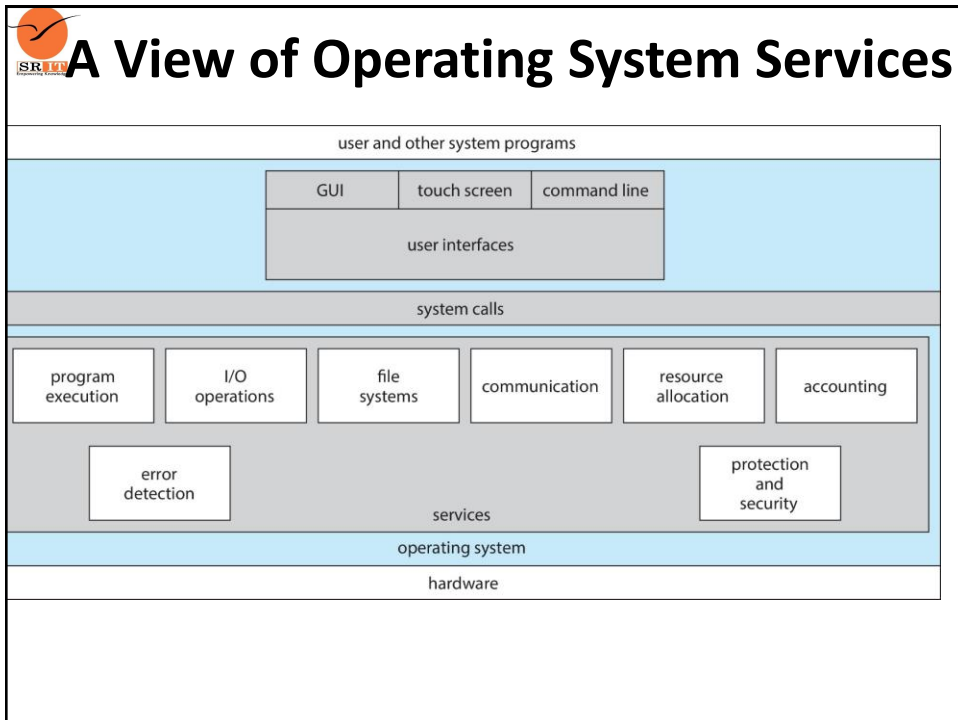 SRIT
Empowering Knowledge
A View of Operating System Services
user and other system programs
GUI
touch screen
command line
user interfaces
system calls
program
execution
I/O
operations
file
systems
communication
resource
allocation
accounting
error
detection
protection
and
security
services
operating system
hardware